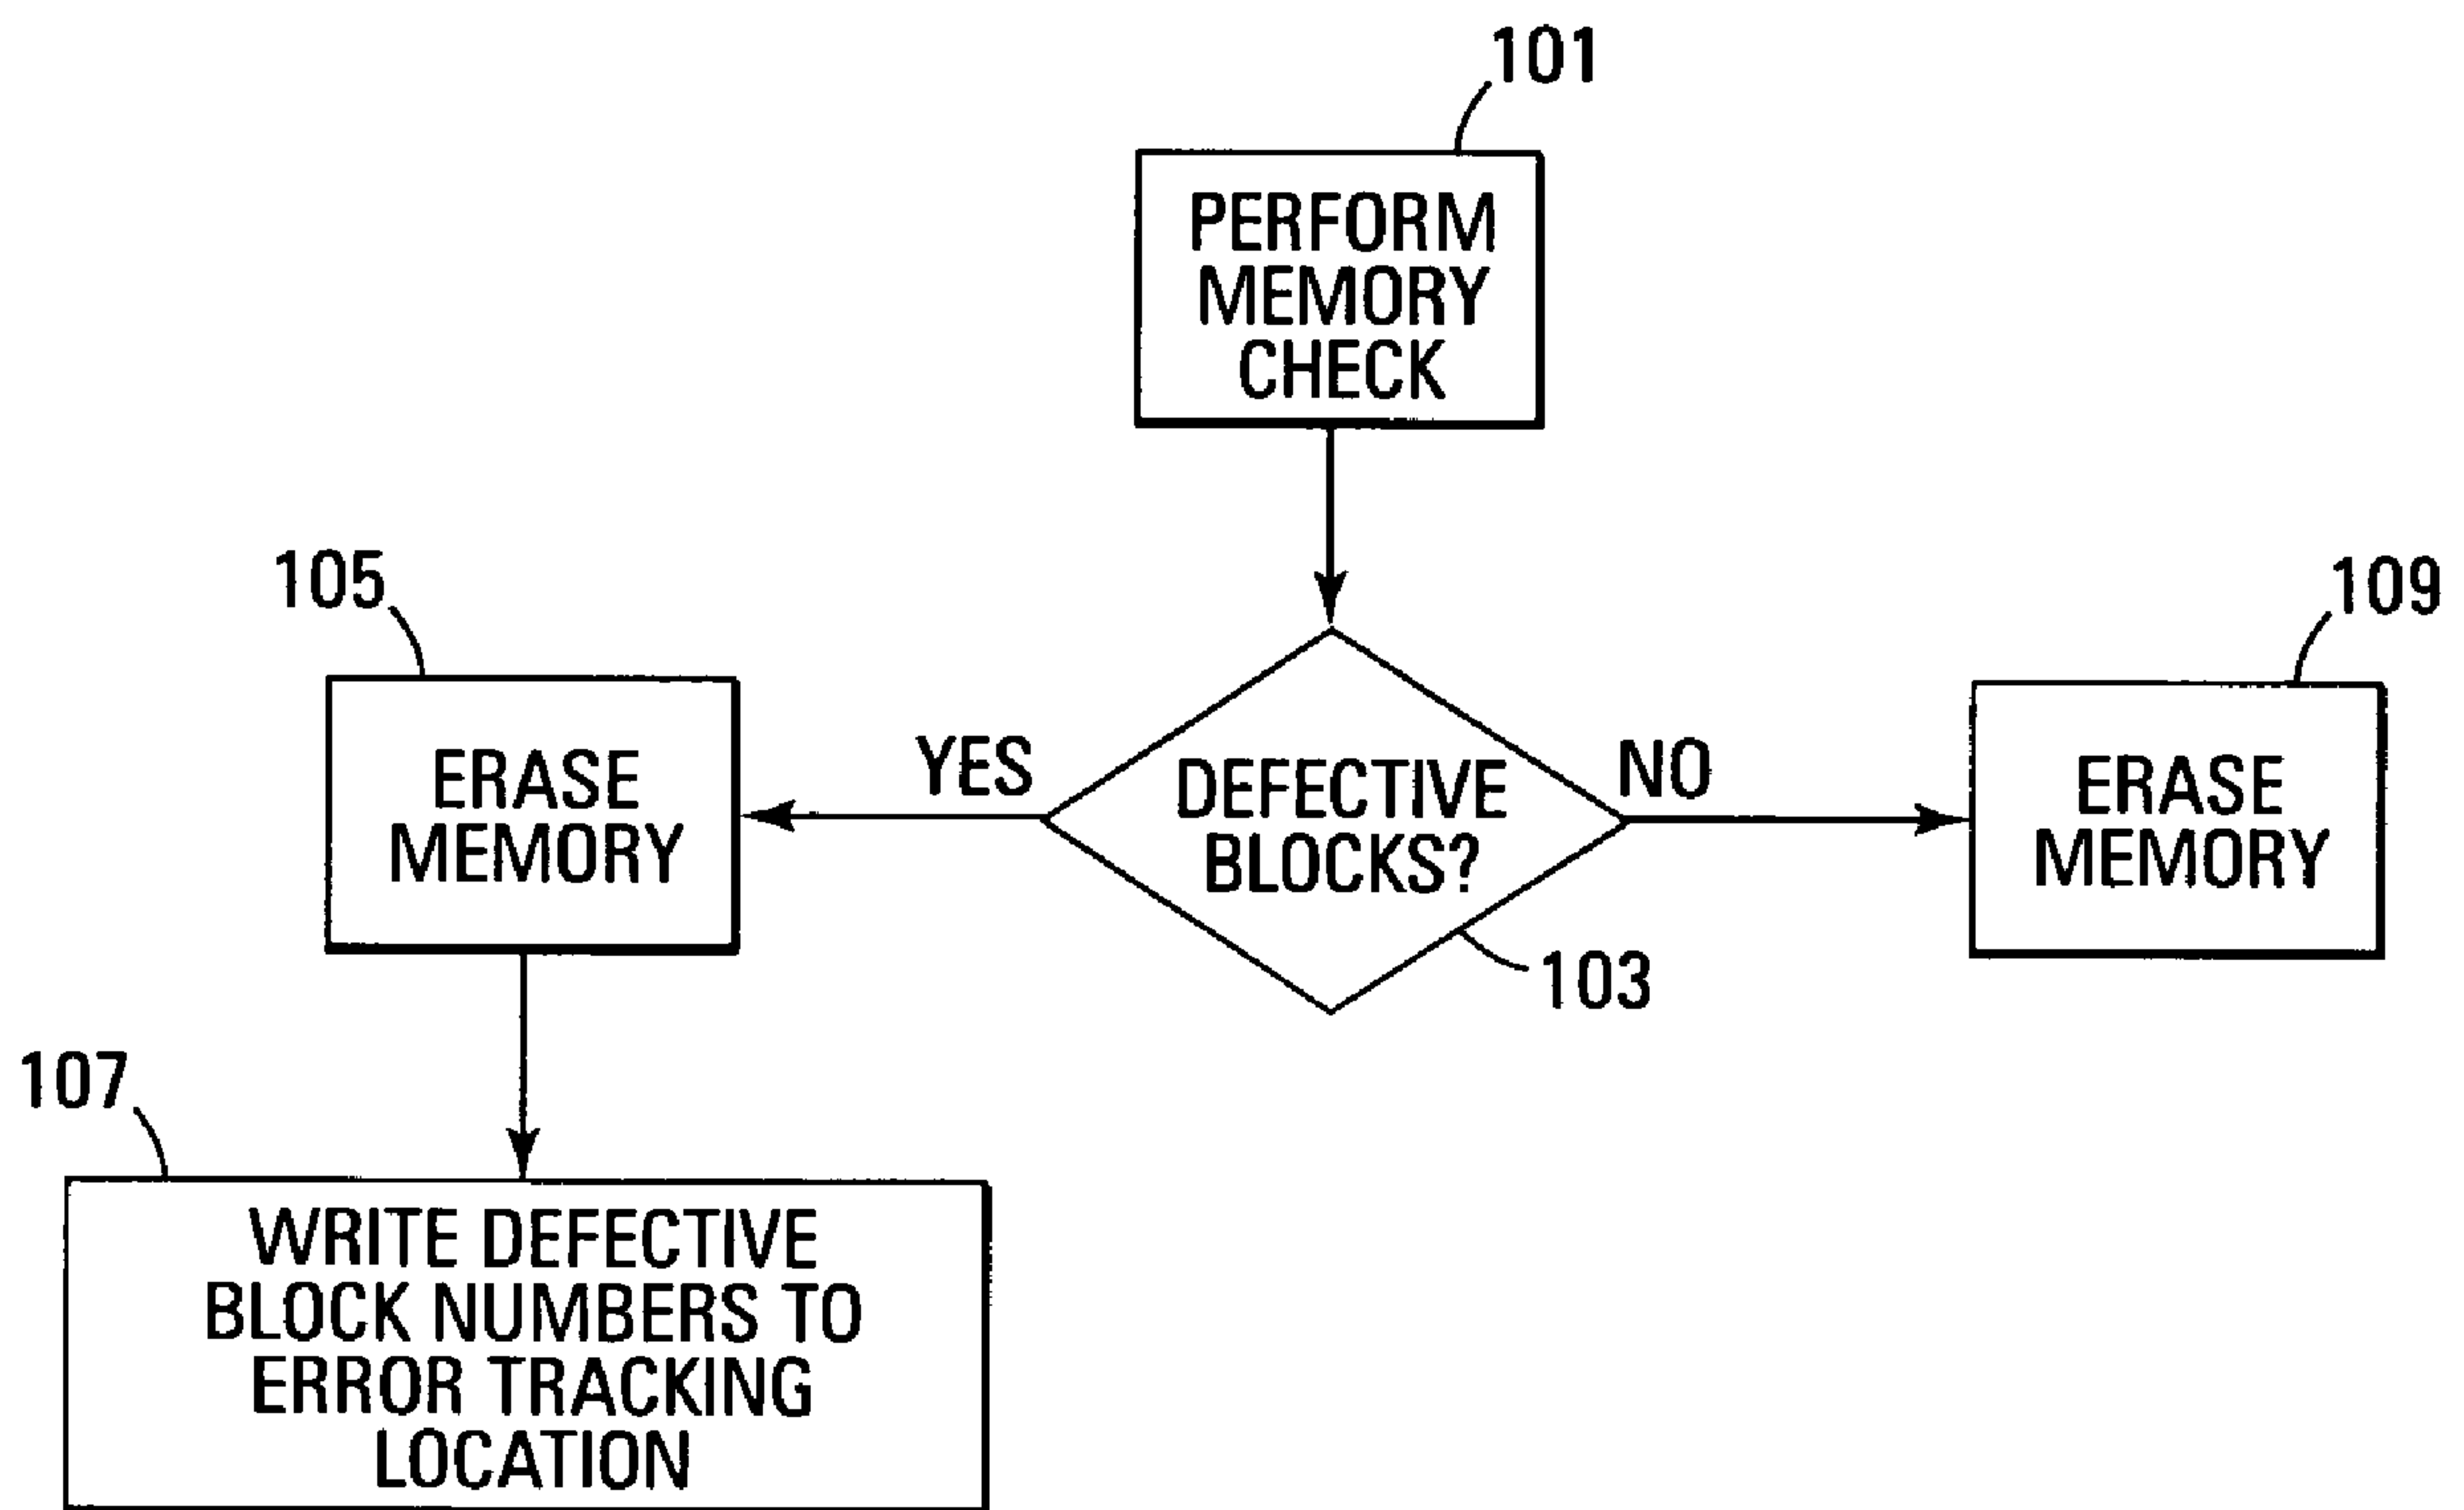 101
PERFORM
MEMORY
CHECK
105
109
ERASE
MEMORY
YES
DEFECTIVE
BLOCKS?
NO
ERASE
MEMORY
103
107
WRITE DEFECTIVE
BLOCK NUMBERS TO
ERROR TRACKING
LOCATION